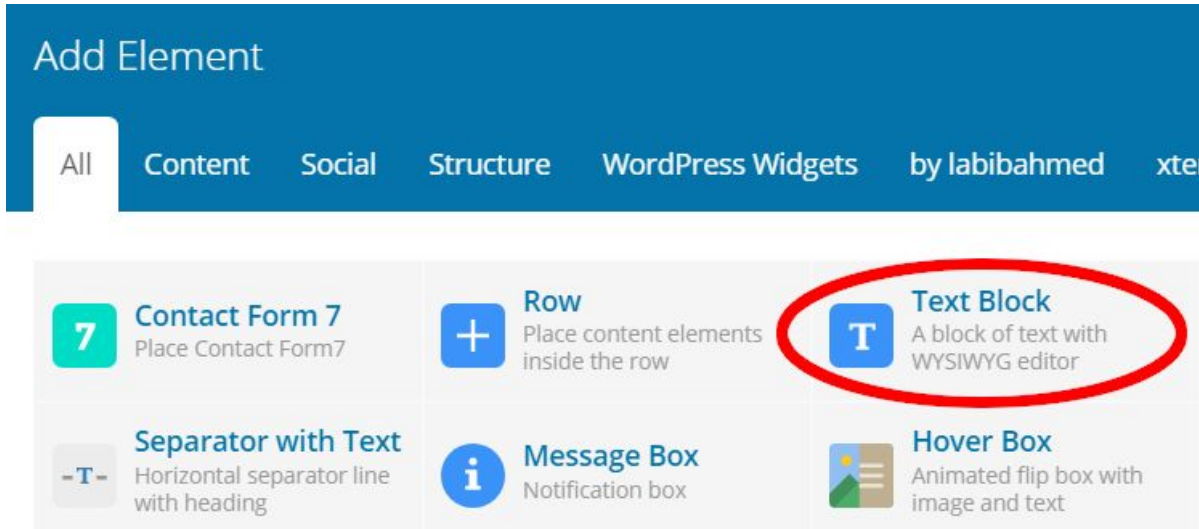 Add Element
All Content Social Structure WordPress Widgets by labibahmed
7 Contact Form 7
Place Contact Form7
+ Row
Place content elements
inside the row
T Text Block
A block of text with
WYSIWYG editor
-T- Separator with Text
Horizontal separator line
with heading
i Message Box
Notification box
Hover Box
Animated flip box with
image and text